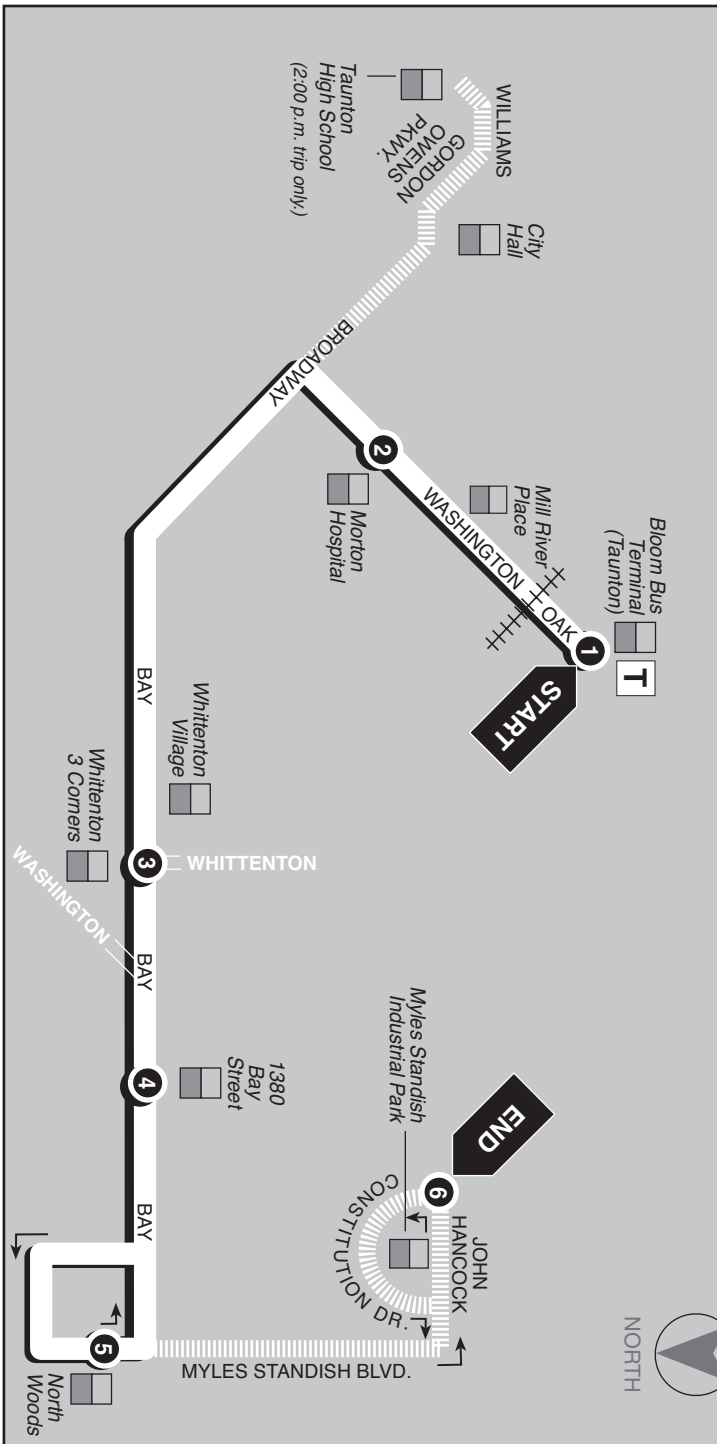 WILLIAMS
GORDON
OWENS
PKWY.
Taunton
High School
(2:00 p.m. trip only.)
City
Hall
BROADWAY
2
Morton
Hospital
WASHINGTON
Mill River
Place
OAK
1
Bloom Bus
Terminal
(Taunton)
T
START
BAY
Whittenton
Village
Whittenton
3 Corners
3
WHITTENTON
WASHINGTON
BAY
4
1380
Bay
Street
BAY
5
North
Woods
MYLES STANDISH BLVD.
Myles Standish
Industrial Park
END
6
CONSTITUTION DR.
JOHN
HANCOCK
NORTH